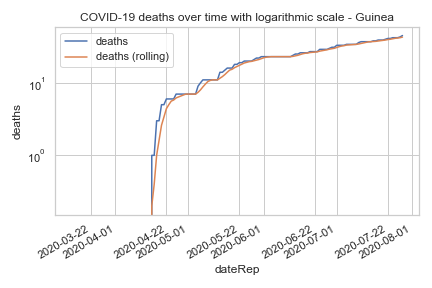 COVID-19 deaths over time with logarithmic scale - Guinea
deaths
deaths (rolling)
10¹
10⁰
deaths
2020-03-22
2020-04-01
2020-04-22
2020-05-01
2020-05-22
2020-06-01
2020-06-22
2020-07-01
2020-07-22
2020-08-01
dateRep